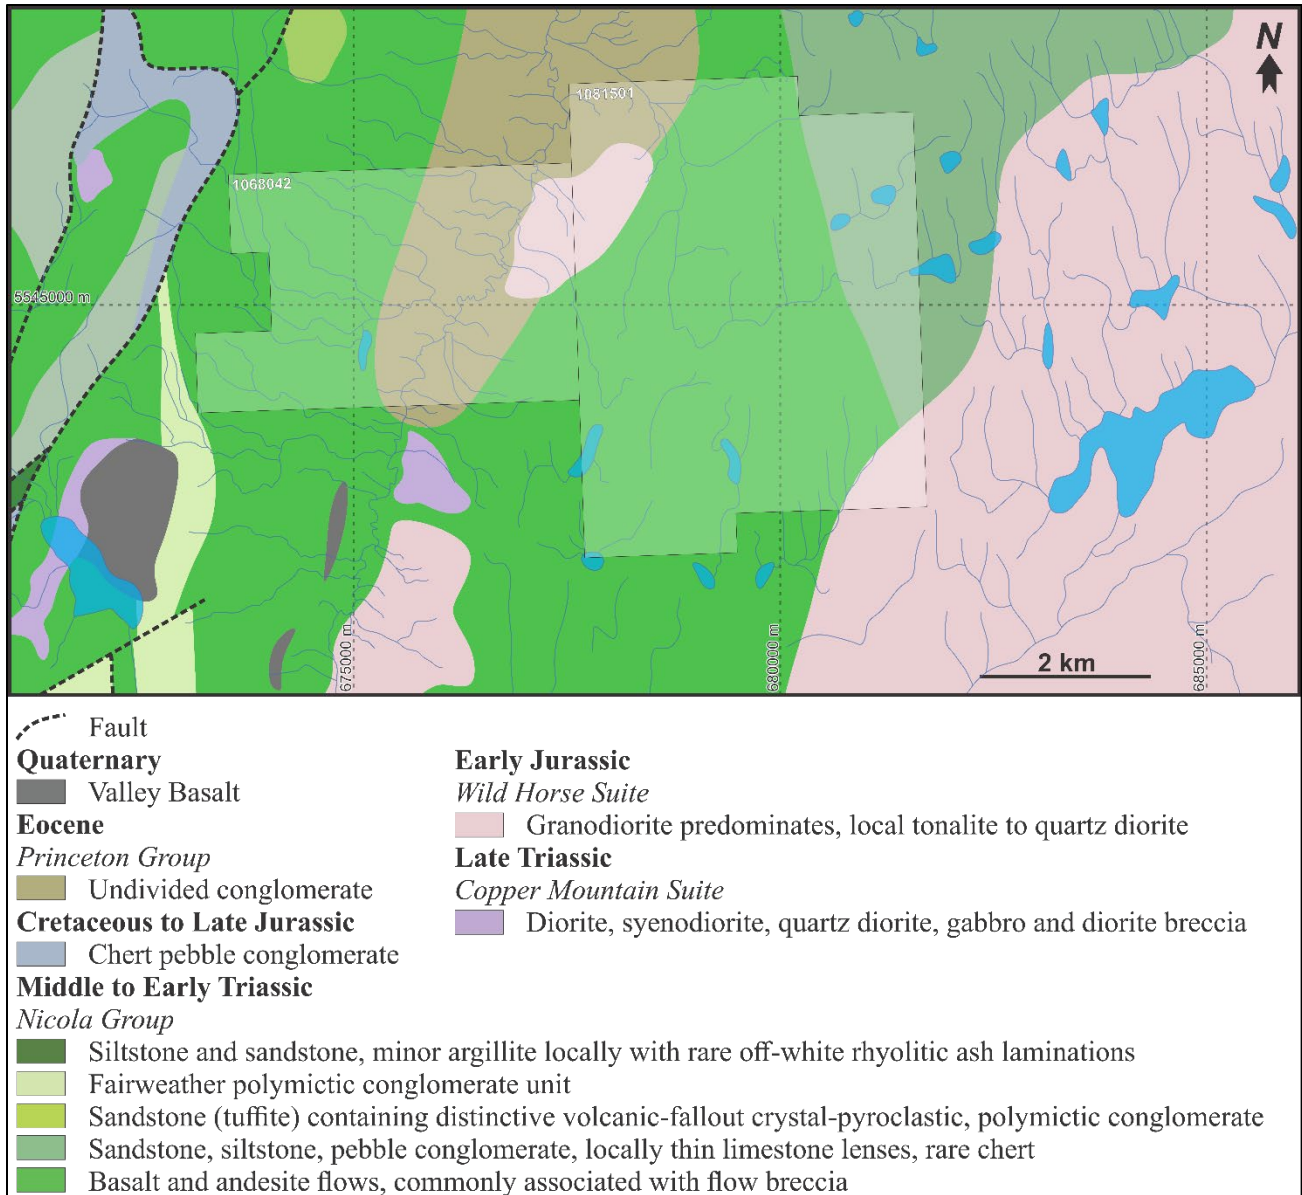 N
1081501
1068042
5545000 m
675000 m
680000 m
685000 m
2 km
Fault
Quaternary
Valley Basalt
Eocene
Princeton Group
Undivided conglomerate
Cretaceous to Late Jurassic
Chert pebble conglomerate
Middle to Early Triassic
Nicola Group
Siltstone and sandstone, minor argillite locally with rare off-white rhyolitic ash laminations
Fairweather polymictic conglomerate unit
Sandstone (tuffite) containing distinctive volcanic-fallout crystal-pyroclastic, polymictic conglomerate
Sandstone, siltstone, pebble conglomerate, locally thin limestone lenses, rare chert
Basalt and andesite flows, commonly associated with flow breccia
Early Jurassic
Wild Horse Suite
Granodiorite predominates, local tonalite to quartz diorite
Late Triassic
Copper Mountain Suite
Diorite, syenodiorite, quartz diorite, gabbro and diorite breccia